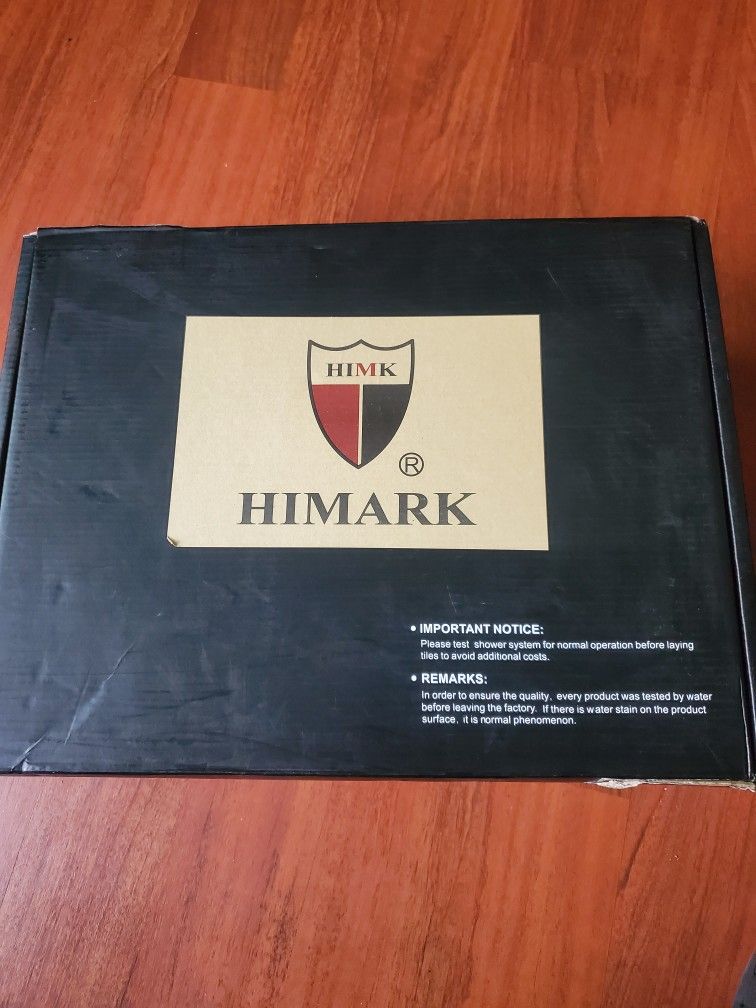 HIMK
®
HIMARK
• IMPORTANT NOTICE:
Please test shower system for normal operation before laying
tiles to avoid additional costs.
• REMARKS:
In order to ensure the quality, every product was tested by water
before leaving the factory. If there is water stain on the product
surface, it is normal phenomenon.